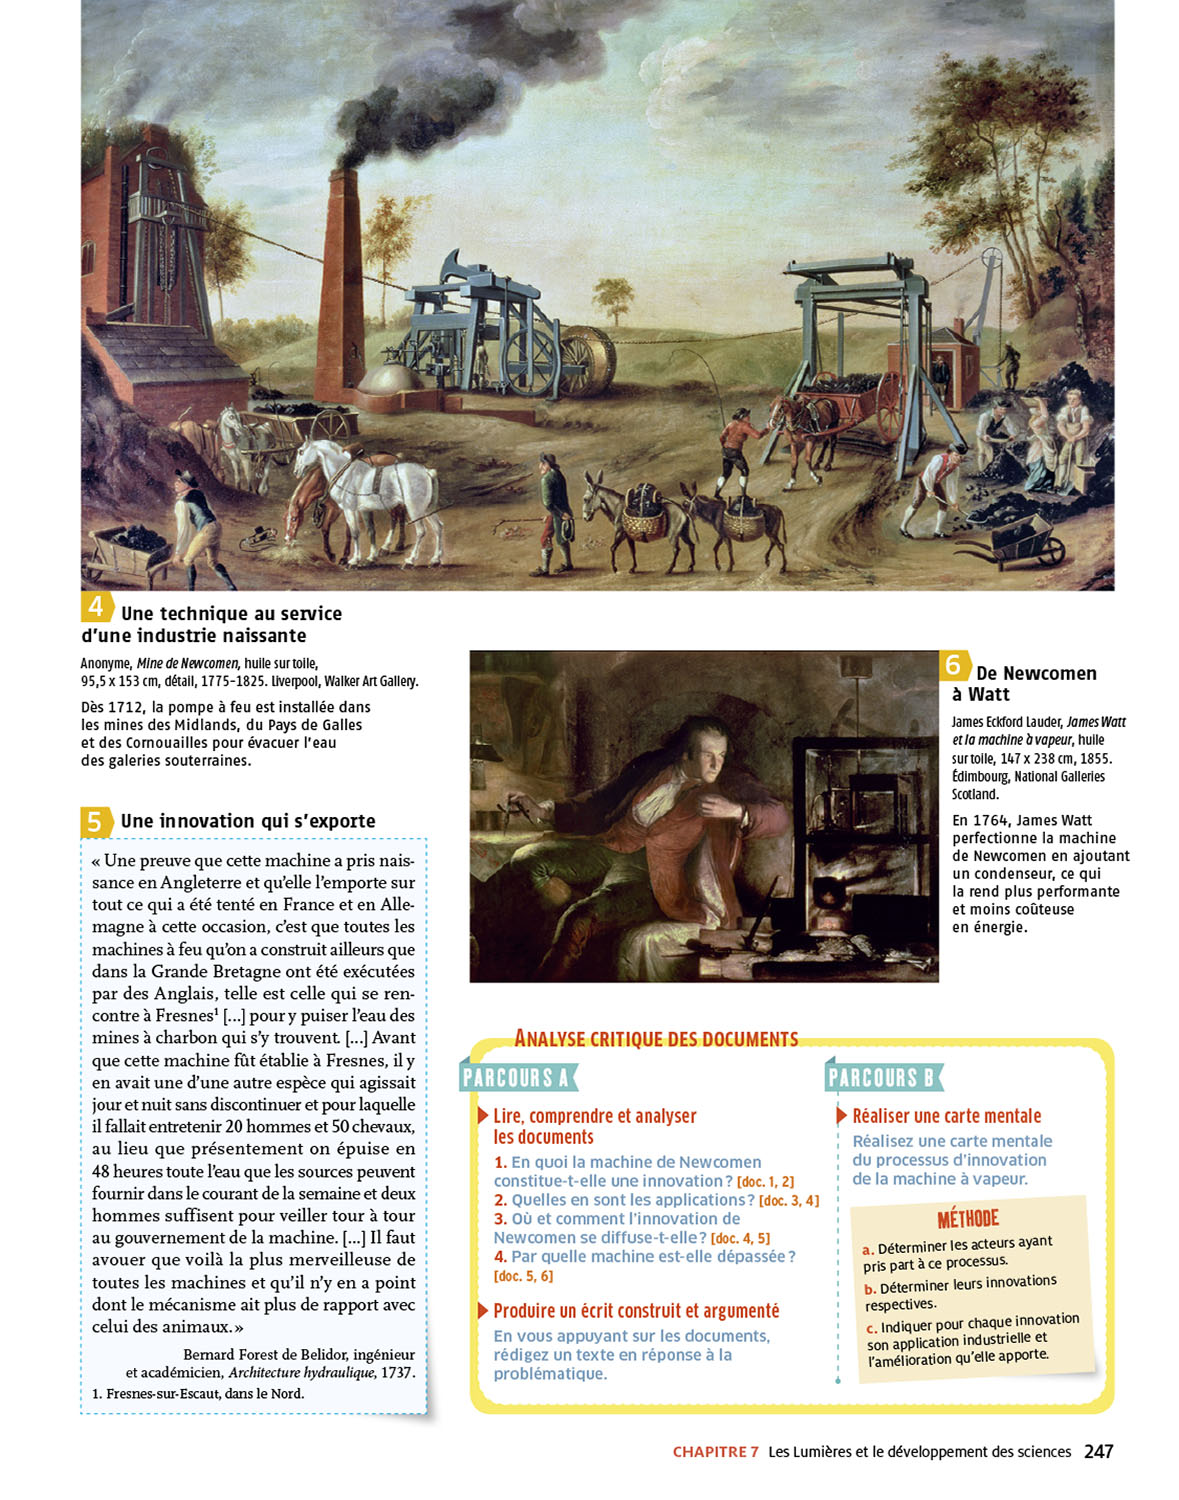 4 Une technique au service
d'une industrie naissante
Anonyme, Mine de Newcomen, huile sur toile,
95,5 x 153 cm, détail, 1775-1825. Liverpool, Walker Art Gallery.
Dès 1712, la pompe à feu est installée dans
les mines des Midlands, du Pays de Galles
et des Cornouailles pour évacuer l'eau
des galeries souterraines.
5 Une innovation qui s'exporte
« Une preuve que cette machine a pris nais-
sance en Angleterre et qu'elle l'emporte sur
tout ce qui a été tenté en France et en Alle-
magne à cette occasion, c'est que toutes les
machines à feu qu'on a construit ailleurs que
dans la Grande Bretagne ont été exécutées
par des Anglais, telle est celle qui se ren-
contre à Fresnes¹ [...] pour y puiser l'eau des
mines à charbon qui s'y trouvent. [...] Avant
que cette machine fût établie à Fresnes, il y
en avait une d'une autre espèce qui agissait
jour et nuit sans discontinuer et pour laquelle
il fallait entretenir 20 hommes et 50 chevaux,
au lieu que présentement on épuise en
48 heures toute l'eau que les sources peuvent
fournir dans le courant de la semaine et deux
hommes suffisent pour veiller tour à tour
au gouvernement de la machine. [...] Il faut
avouer que voilà la plus merveilleuse de
toutes les machines et qu'il n'y en a point
dont le mécanisme ait plus de rapport avec
celui des animaux. »
Bernard Forest de Belidor, ingénieur
et académicien, Architecture hydraulique, 1737.
1. Fresnes-sur-Escaut, dans le Nord.
6 De Newcomen
à Watt
James Eckford Lauder, James Watt
et la machine à vapeur, huile
sur toile, 147 x 238 cm, 1855.
Édimbourg, National Galleries
Scotland.
En 1764, James Watt
perfectionne la machine
de Newcomen en ajoutant
un condenseur, ce qui
la rend plus performante
et moins coûteuse
en énergie.
ANALYSE CRITIQUE DES DOCUMENTS
PARCOURS A
Lire, comprendre et analyser
les documents
1. En quoi la machine de Newcomen
constitue-t-elle une innovation ? [doc. 1, 2]
2. Quelles en sont les applications ? [doc. 3, 4]
3. Où et comment l'innovation de
Newcomen se diffuse-t-elle ? [doc. 4, 5]
4. Par quelle machine est-elle dépassée ?
[doc. 5, 6]
Produire un écrit construit et argumenté
En vous appuyant sur les documents,
rédigez un texte en réponse à la
problématique.
PARCOURS B
Réaliser une carte mentale
Réalisez une carte mentale
du processus d'innovation
de la machine à vapeur.
MÉTHODE
a. Déterminer les acteurs ayant
pris part à ce processus.
b. Déterminer leurs innovations
respectives.
c. Indiquer pour chaque innovation
son application industrielle et
l'amélioration qu'elle apporte.
CHAPITRE 7 Les Lumières et le développement des sciences 247